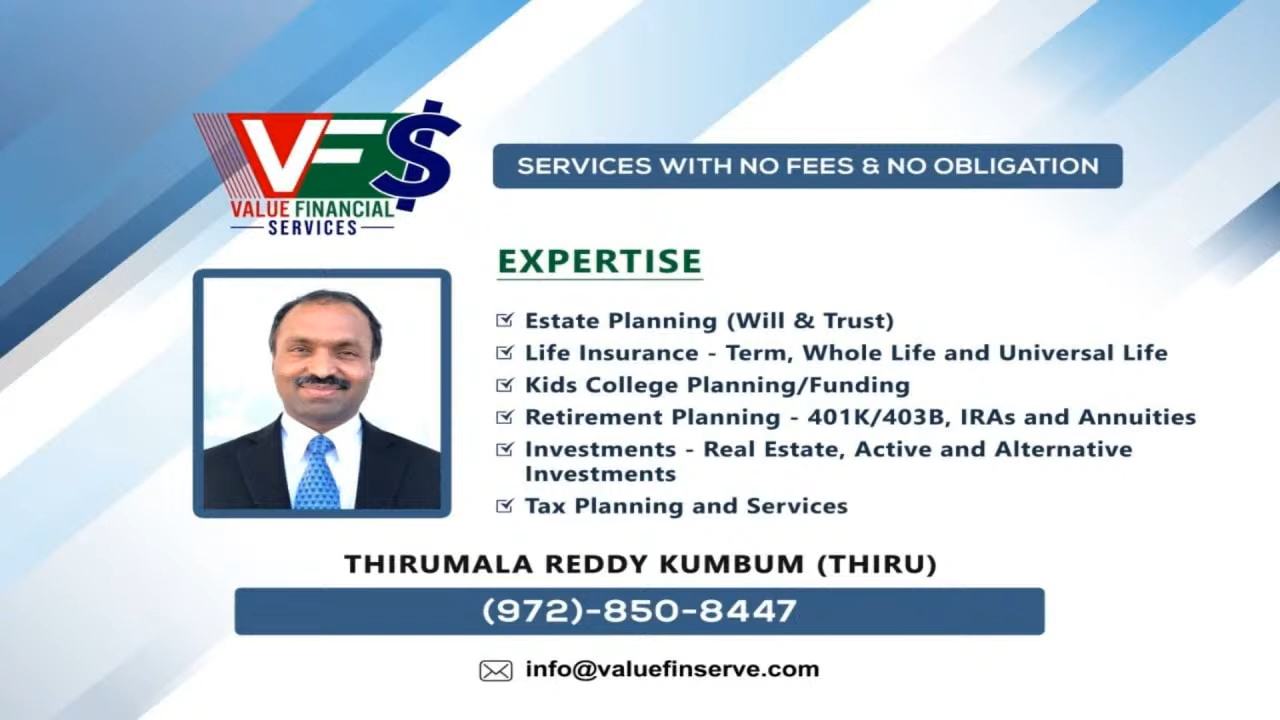 VFS
VALUE FINANCIAL
SERVICES
SERVICES WITH NO FEES & NO OBLIGATION
EXPERTISE
Estate Planning (Will & Trust)
Life Insurance - Term, Whole Life and Universal Life
Kids College Planning/Funding
Retirement Planning - 401K/403B, IRAs and Annuities
Investments - Real Estate, Active and Alternative
Investments
Tax Planning and Services
THIRUMALA REDDY KUMBUM (THIRU)
(972)-850-8447
info@valuefinserve.com